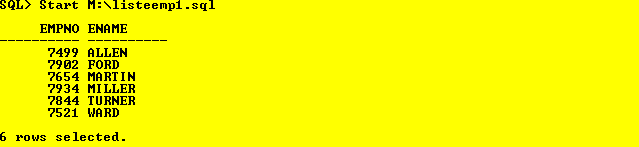 SQL> Start M:\listeemp1.sql
EMPNO ENAME
---------- ----------
7499 ALLEN
7902 FORD
7654 MARTIN
7934 MILLER
7844 TURNER
7521 WARD
6 rows selected.